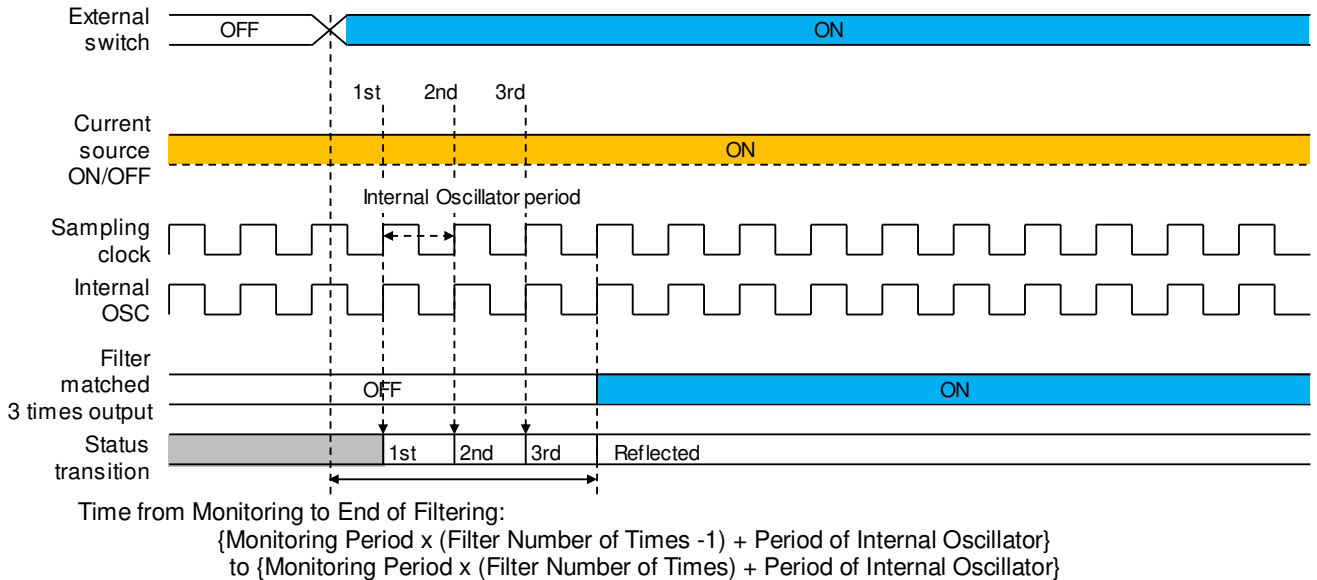 External
switch
OFF
ON
1st
2nd
3rd
Current
source
ON/OFF
ON
Internal Oscillator period
Sampling
clock
Internal
OSC
Filter
matched
3 times output
OFF
ON
Status
transition
1st
2nd
3rd
Reflected
Time from Monitoring to End of Filtering:
{Monitoring Period x (Filter Number of Times -1) + Period of Internal Oscillator}
to {Monitoring Period x (Filter Number of Times) + Period of Internal Oscillator}